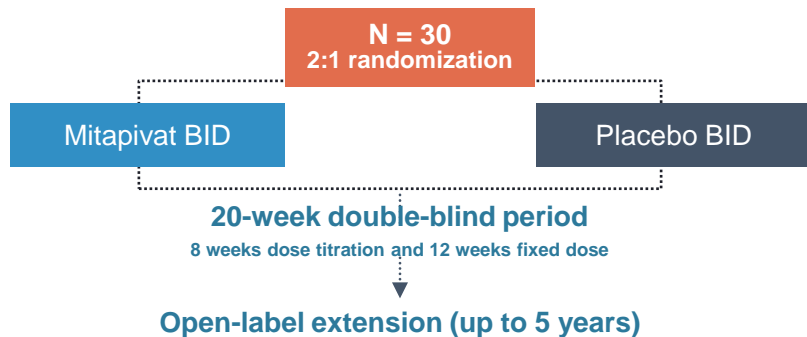 N = 30
2:1 randomization
Mitapivat BID
Placebo BID
20-week double-blind period
8 weeks dose titration and 12 weeks fixed dose
Open-label extension (up to 5 years)